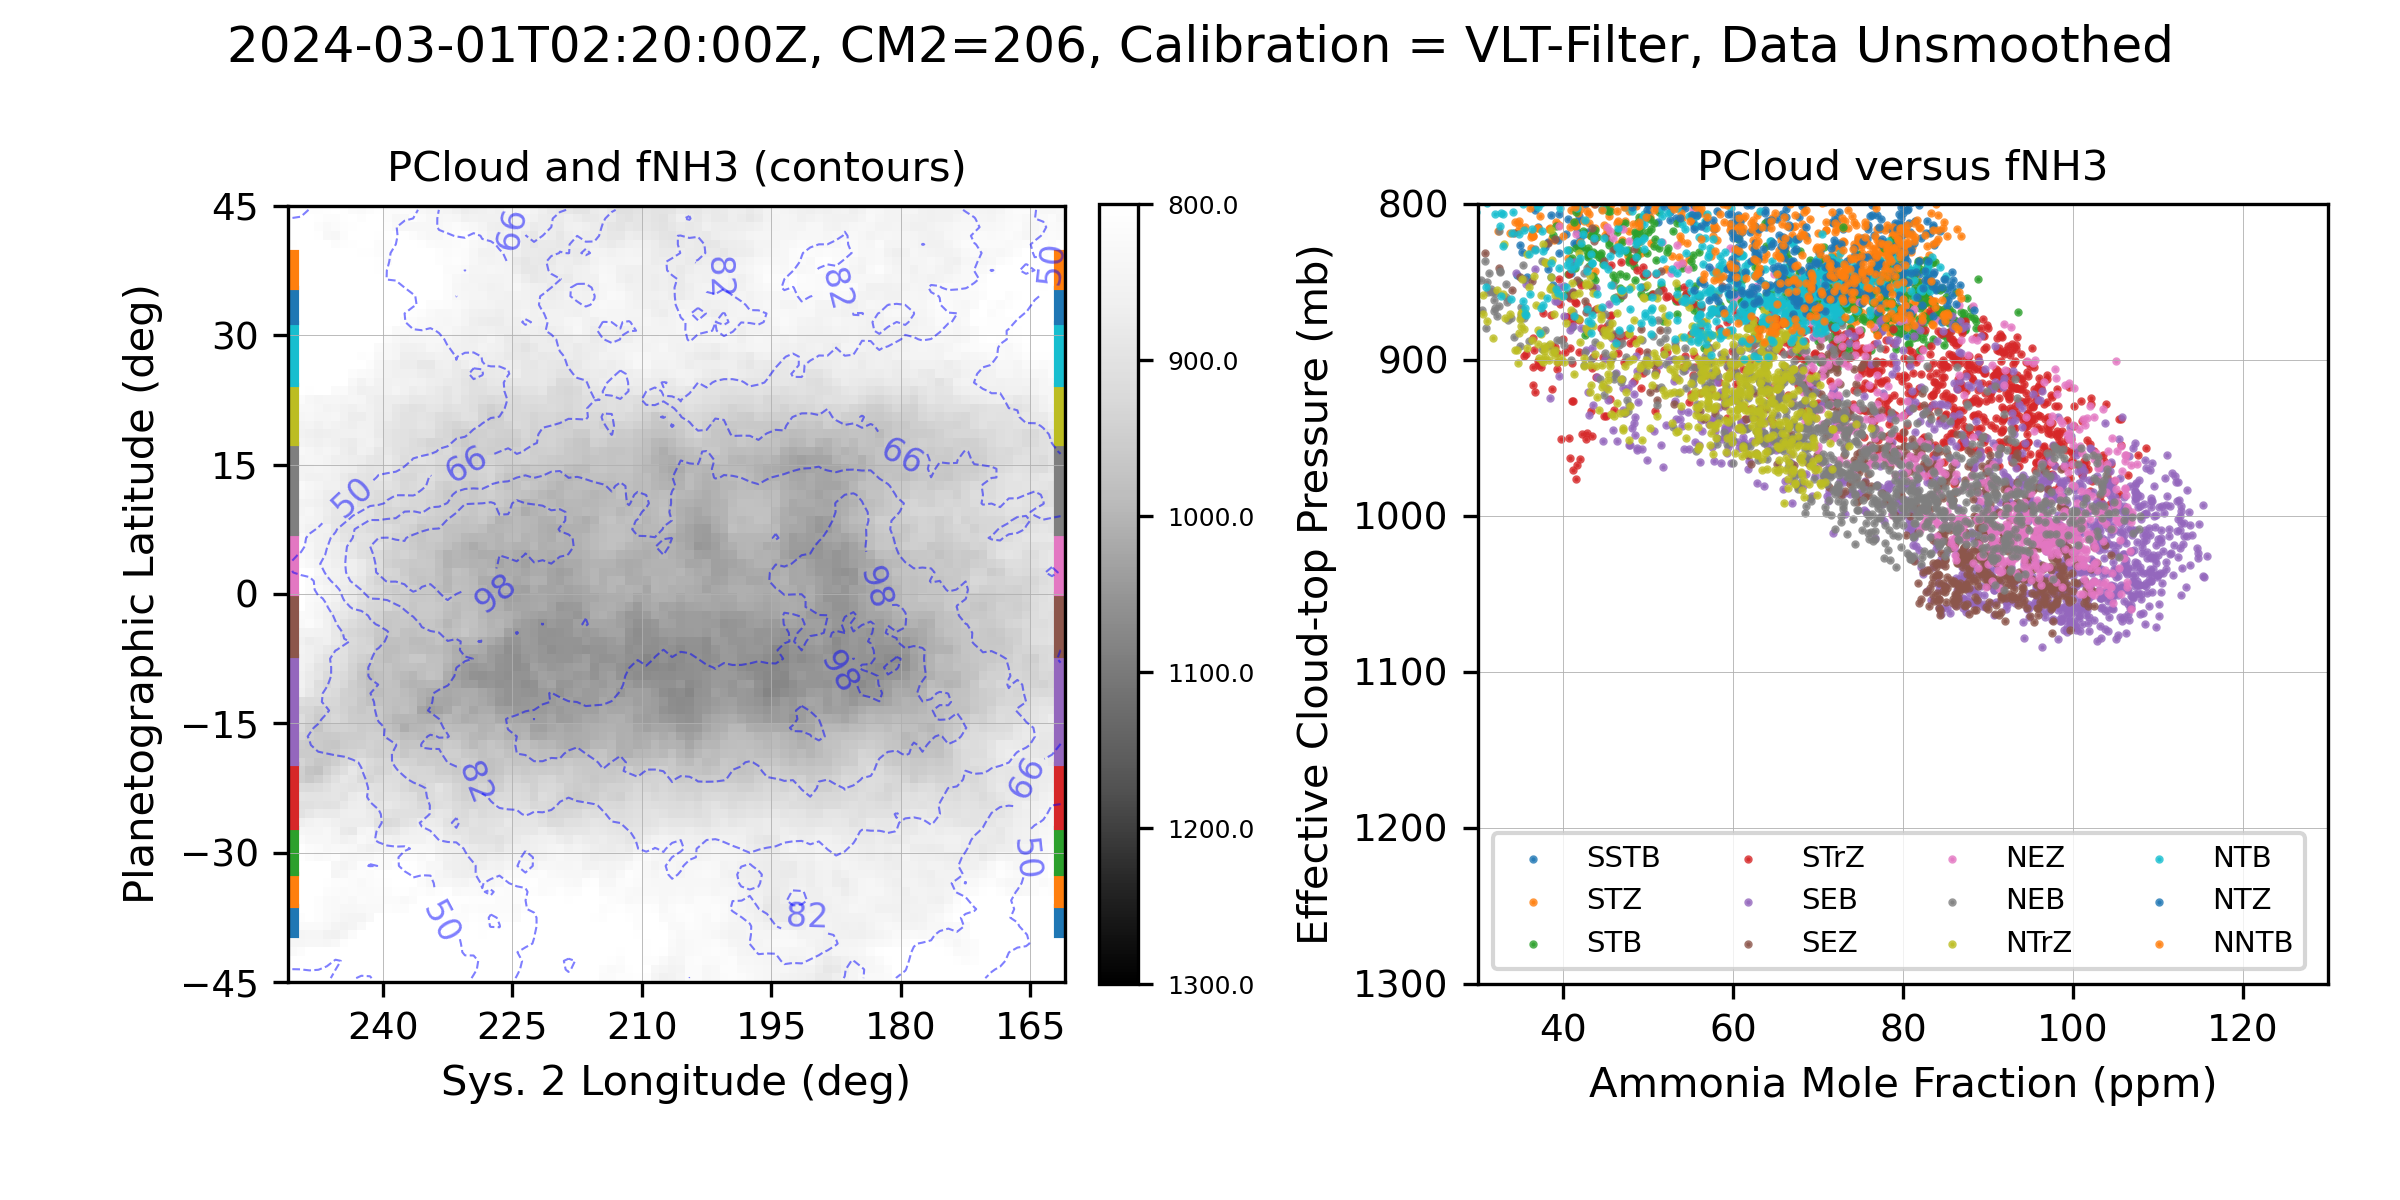 2024-03-01T02:20:00Z, CM2=206, Calibration = VLT-Filter, Data Unsmoothed
PCloud and fNH3 (contours)
Planetographic Latitude (deg)
45
30
15
0
−15
−30
−45
240
225
210
195
180
165
Sys. 2 Longitude (deg)
66
82
82
50
66
50
66
98
98
98
82
66
50
50
82
800.0
900.0
1000.0
1100.0
1200.0
1300.0
PCloud versus fNH3
Effective Cloud-top Pressure (mb)
800
900
1000
1100
1200
1300
SSTB
STZ
STB
STrZ
SEB
SEZ
NEZ
NEB
NTrZ
NTB
NTZ
NNTB
40
60
80
100
120
Ammonia Mole Fraction (ppm)